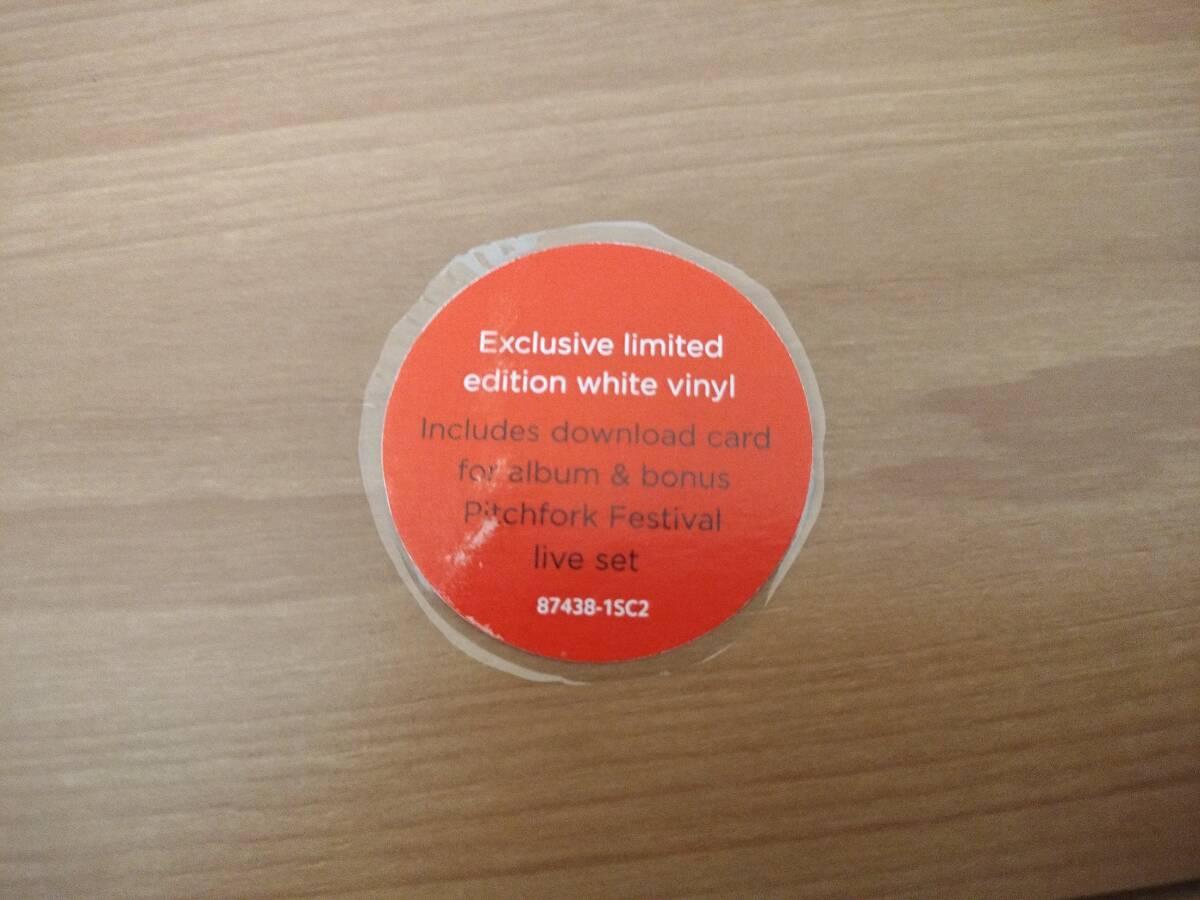 Exclusive limited
edition white vinyl
Includes download card
for album & bonus
Pitchfork Festival
live set
87438-1SC2